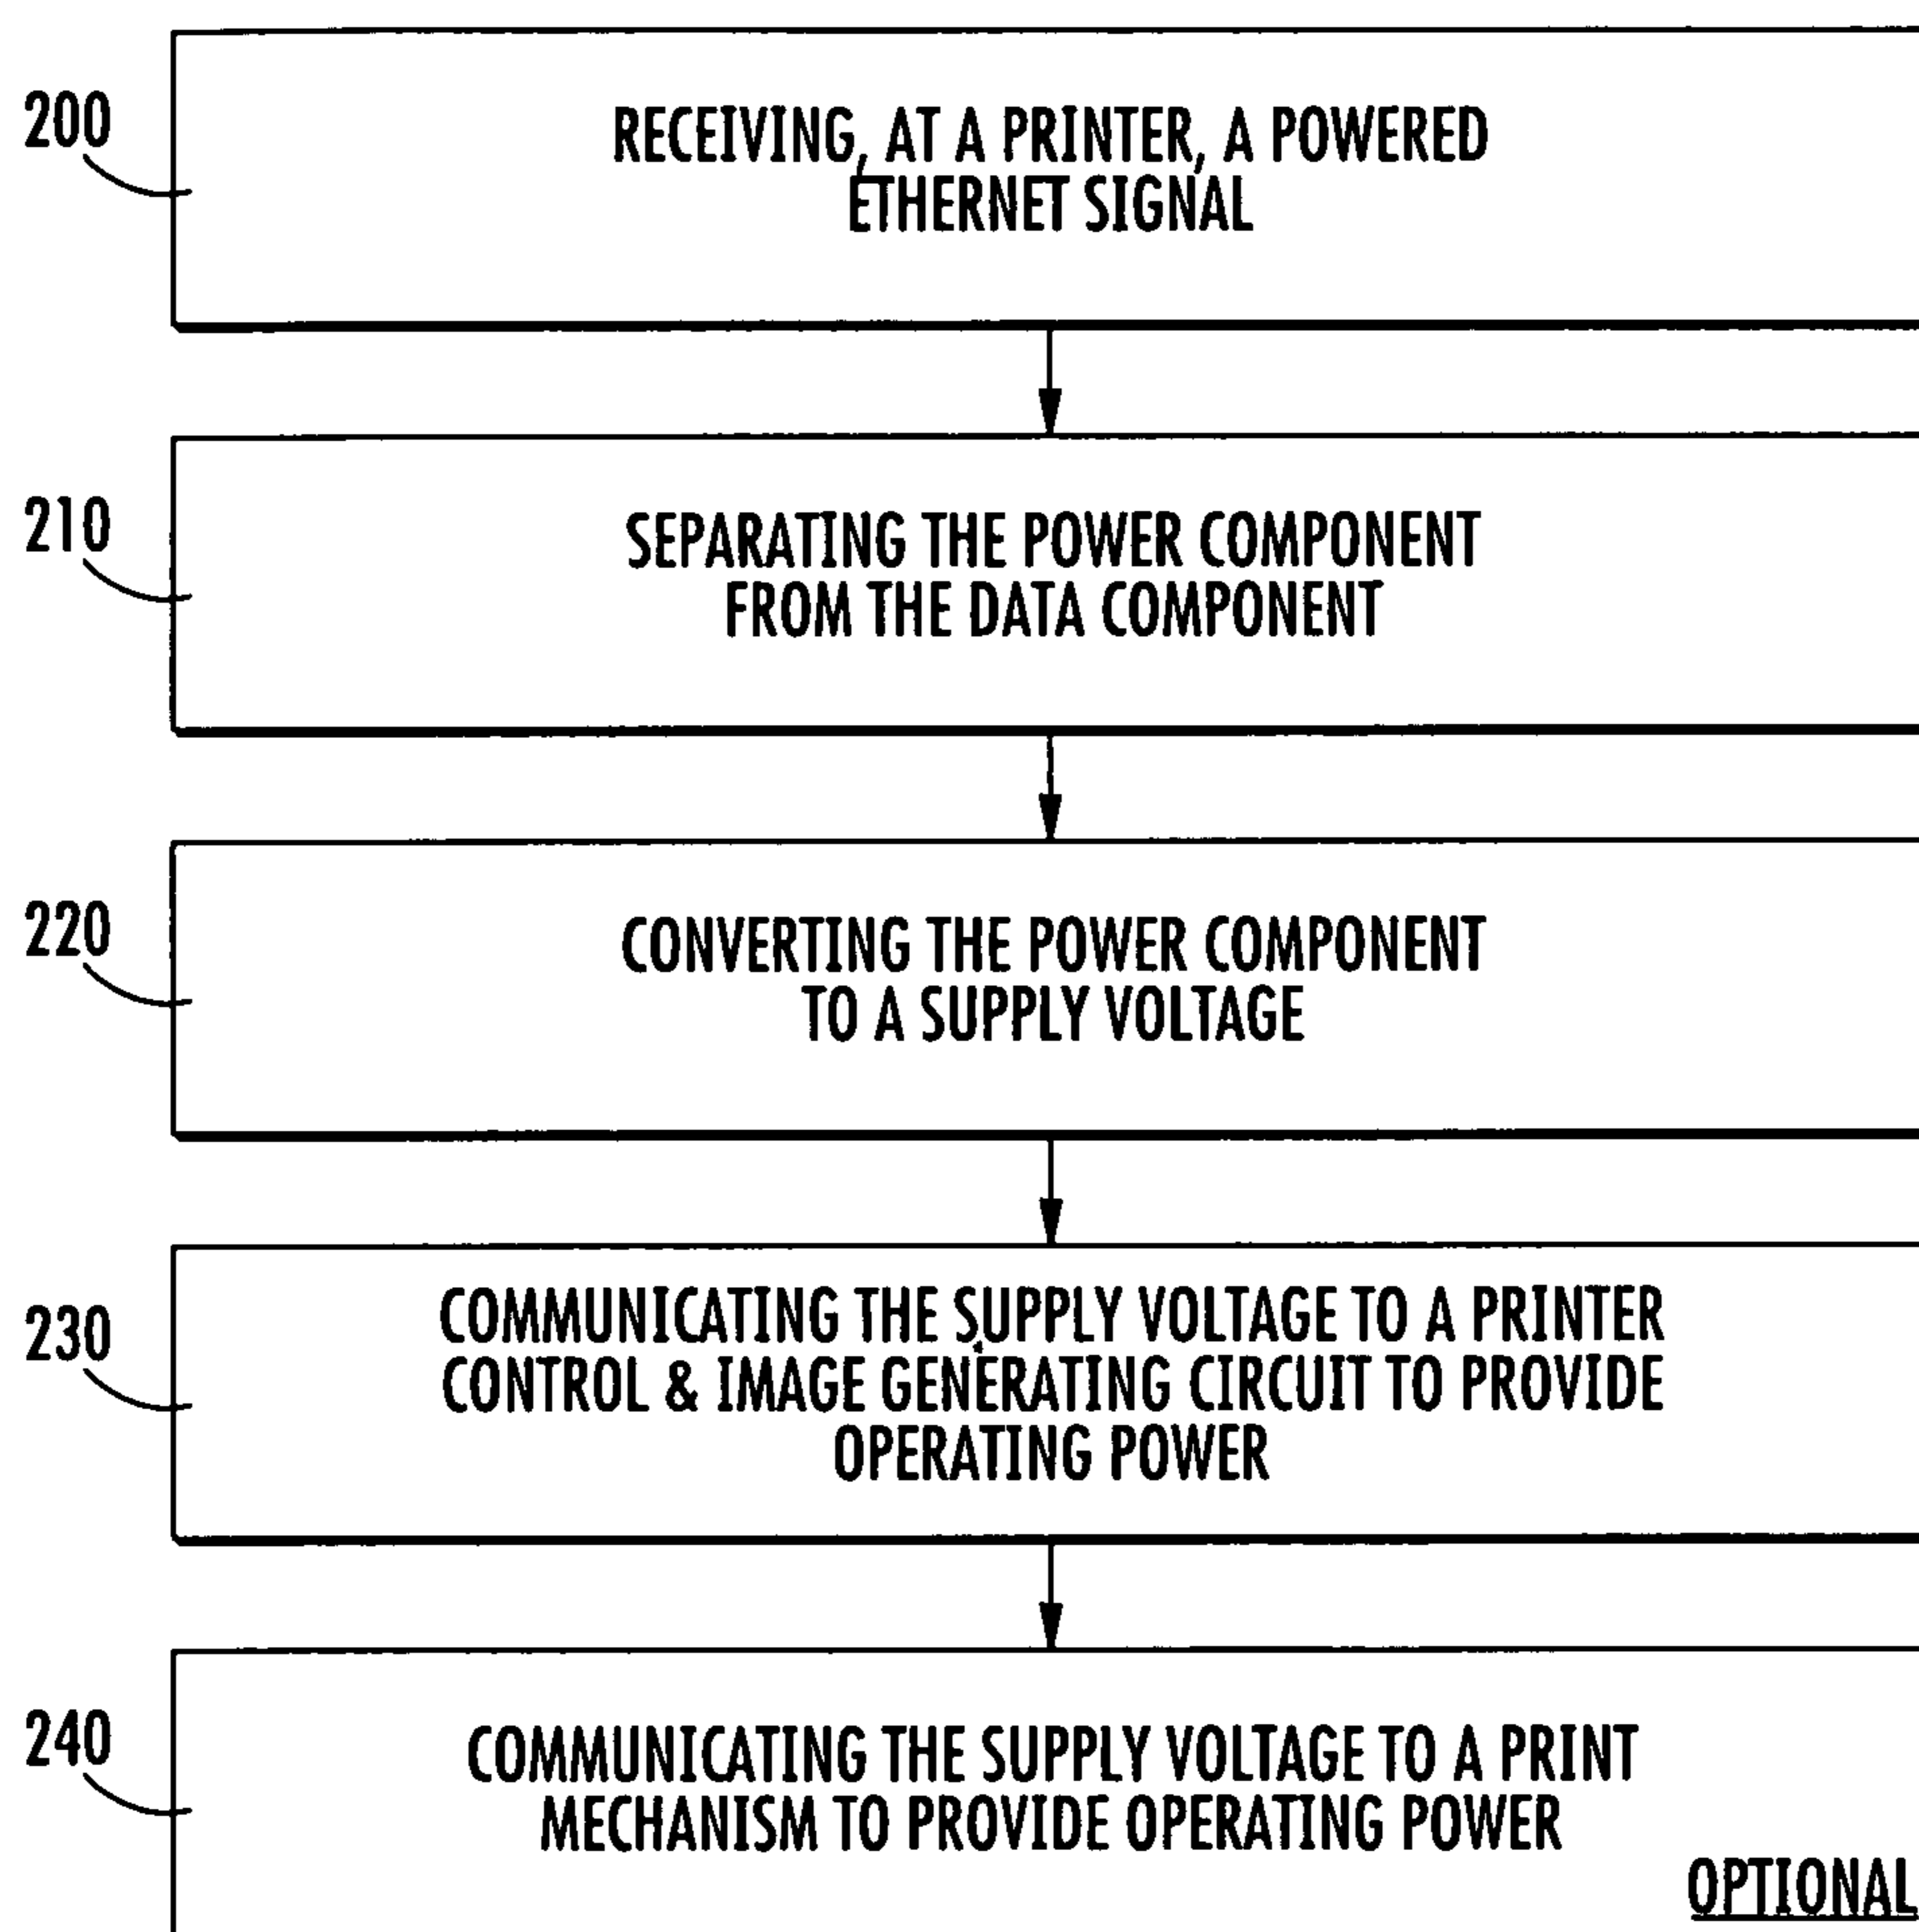 200
RECEIVING, AT A PRINTER, A POWERED
ETHERNET SIGNAL
210
SEPARATING THE POWER COMPONENT
FROM THE DATA COMPONENT
220
CONVERTING THE POWER COMPONENT
TO A SUPPLY VOLTAGE
230
COMMUNICATING THE SUPPLY VOLTAGE TO A PRINTER
CONTROL & IMAGE GENERATING CIRCUIT TO PROVIDE
OPERATING POWER
240
COMMUNICATING THE SUPPLY VOLTAGE TO A PRINT
MECHANISM TO PROVIDE OPERATING POWER
OPTIONAL